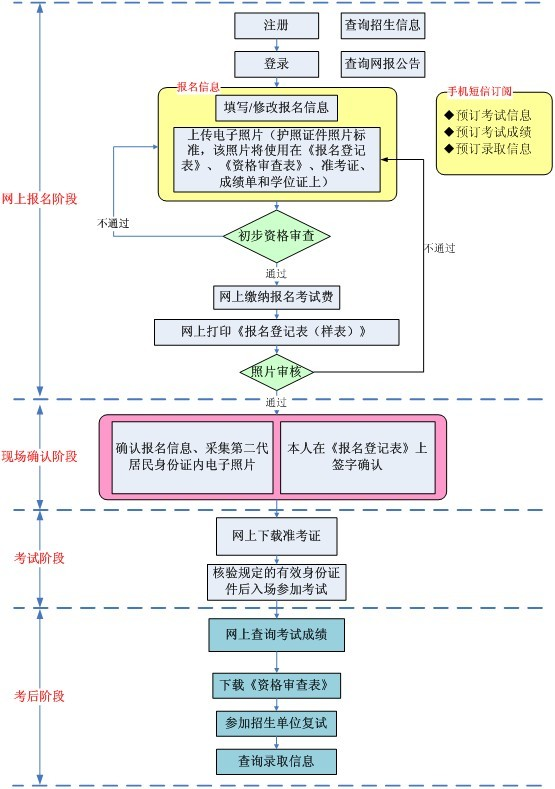 注册
查询招生信息
登录
查询网报公告
报名信息
填写/修改报名信息
上传电子照片（护照证件照片标
准，该照片将使用在《报名登记
表》、《资格审查表》、准考证、
成绩单和学位证上）
手机短信订阅
◆预订考试信息
◆预订考试成绩
◆预订录取信息
网上报名阶段
不通过
初步资格审查
不通过
通过
网上缴纳报名考试费
网上打印《报名登记表（样表）》
照片审核
通过
现场确认阶段
确认报名信息、采集第二代
居民身份证内电子照片
本人在《报名登记表》上
签字确认
考试阶段
网上下载准考证
核验规定的有效身份证
件后入场参加考试
考后阶段
网上查询考试成绩
下载《资格审查表》
参加招生单位复试
查询录取信息